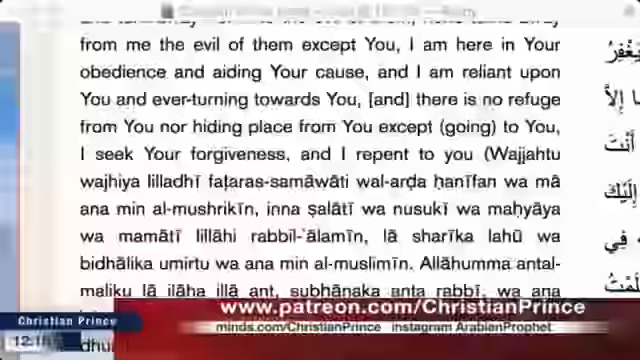 from me the evil of them except You, I am here in Your
obedience and aiding Your cause, and I am reliant upon
You and ever-turning towards You, [and] there is no refuge
from You nor hiding place from You except (going) to You,
I seek Your forgiveness, and I repent to you (Wajjahtu
wajhiya lilladhī faṭaras-samāwāti wal-arḍa ḥanīfan wa mā
ana min al-mushrikīn, inna ṣalātī wa nusukī wa maḥyāya
wa mamātī lillāhi rabbil-ʿālamīn, lā sharīka lahū wa
bidhālika umirtu wa ana min al-muslimīn. Allāhumma antal-
maliku lā ilāha illā ant, subḥānaka anta rabbī, wa ana
يَغْفِرُ
إِلاَّ
أَنْتَ
إِلَيْكَ
فِي
www.patreon.com/ChristianPrince
Christian Prince
minds.com/ChristianPrince instagram ArabianProphet